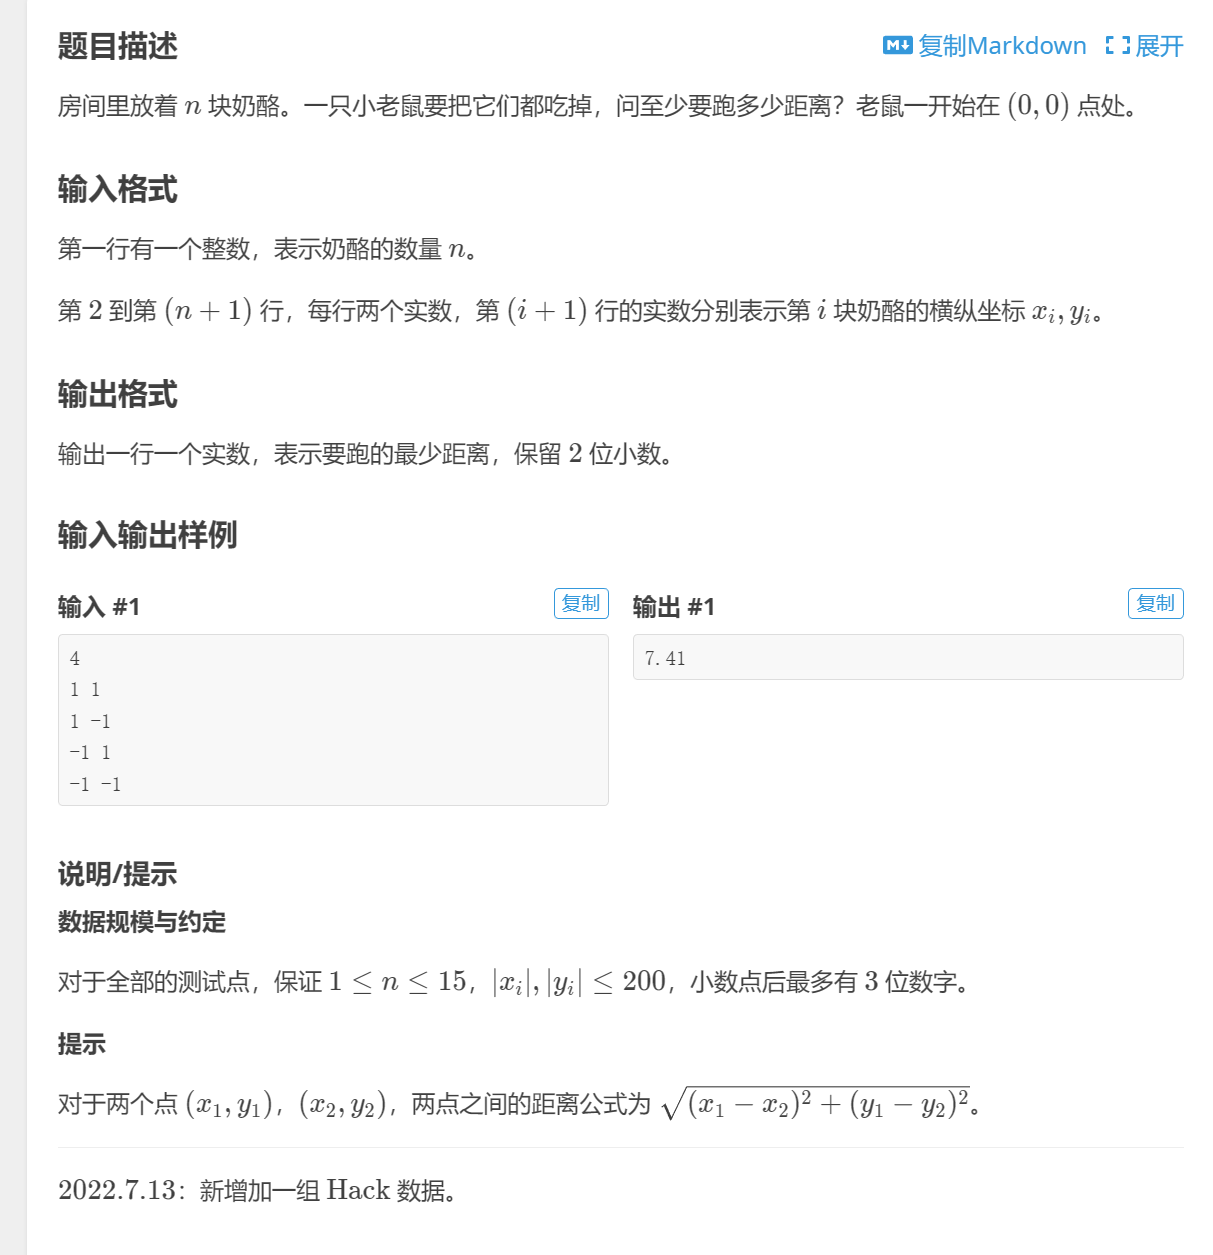 题目描述
复制Markdown 展开
房间里放着 n 块奶酪。一只小老鼠要把它们都吃掉，问至少要跑多少距离？老鼠一开始在 (0,0) 点处。
输入格式
第一行有一个整数，表示奶酪的数量 n。
第 2 到第 (n + 1) 行，每行两个实数，第 (i + 1) 行的实数分别表示第 i 块奶酪的横纵坐标 x_i, y_i。
输出格式
输出一行一个实数，表示要跑的最少距离，保留 2 位小数。
输入输出样例
输入 #1
复制
4
1 1
1 -1
-1 1
-1 -1
输出 #1
复制
7.41
说明/提示
数据规模与约定
对于全部的测试点，保证 1 ≤ n ≤ 15，|x_i|, |y_i| ≤ 200，小数点后最多有 3 位数字。
提示
对于两个点 (x_1, y_1)，(x_2, y_2)，两点之间的距离公式为 √((x_1 − x_2)^2 + (y_1 − y_2)^2)。
2022.7.13：新增加一组 Hack 数据。